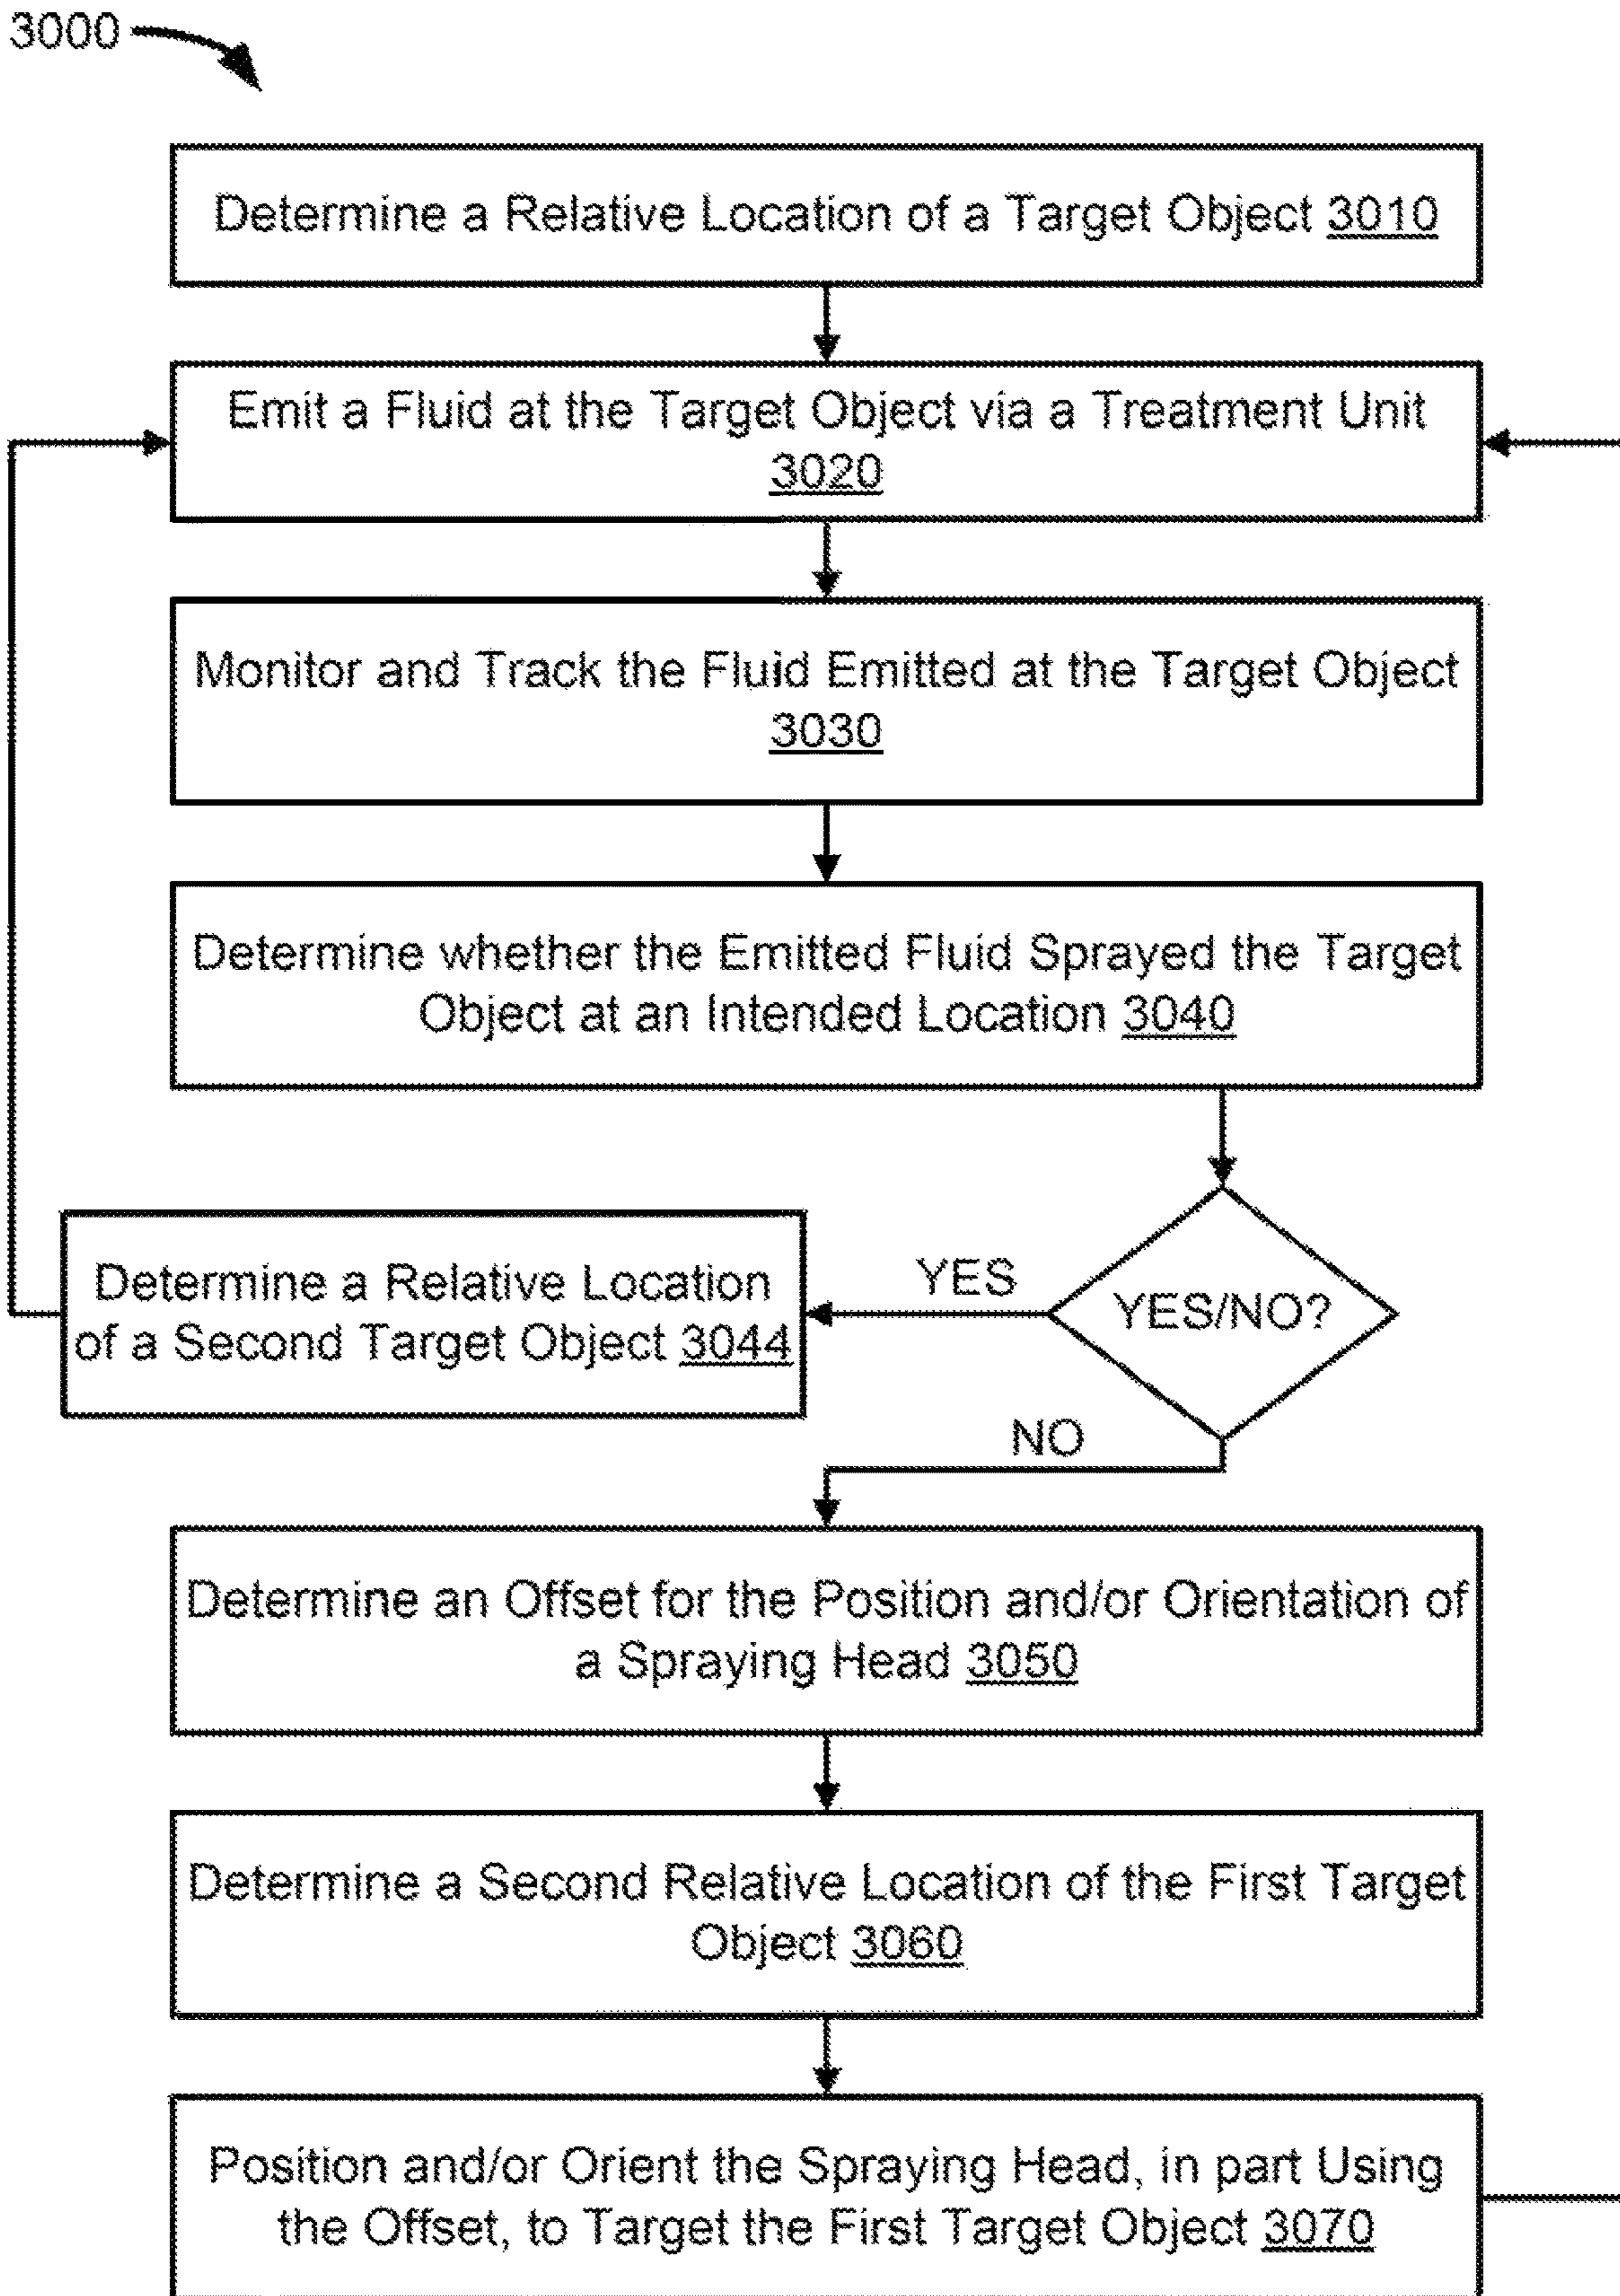 3000
Determine a Relative Location of a Target Object 3010
Emit a Fluid at the Target Object via a Treatment Unit
3020
Monitor and Track the Fluid Emitted at the Target Object
3030
Determine whether the Emitted Fluid Sprayed the Target
Object at an Intended Location 3040
YES/NO?
YES
Determine a Relative Location
of a Second Target Object 3044
NO
Determine an Offset for the Position and/or Orientation of
a Spraying Head 3050
Determine a Second Relative Location of the First Target
Object 3060
Position and/or Orient the Spraying Head, in part Using
the Offset, to Target the First Target Object 3070